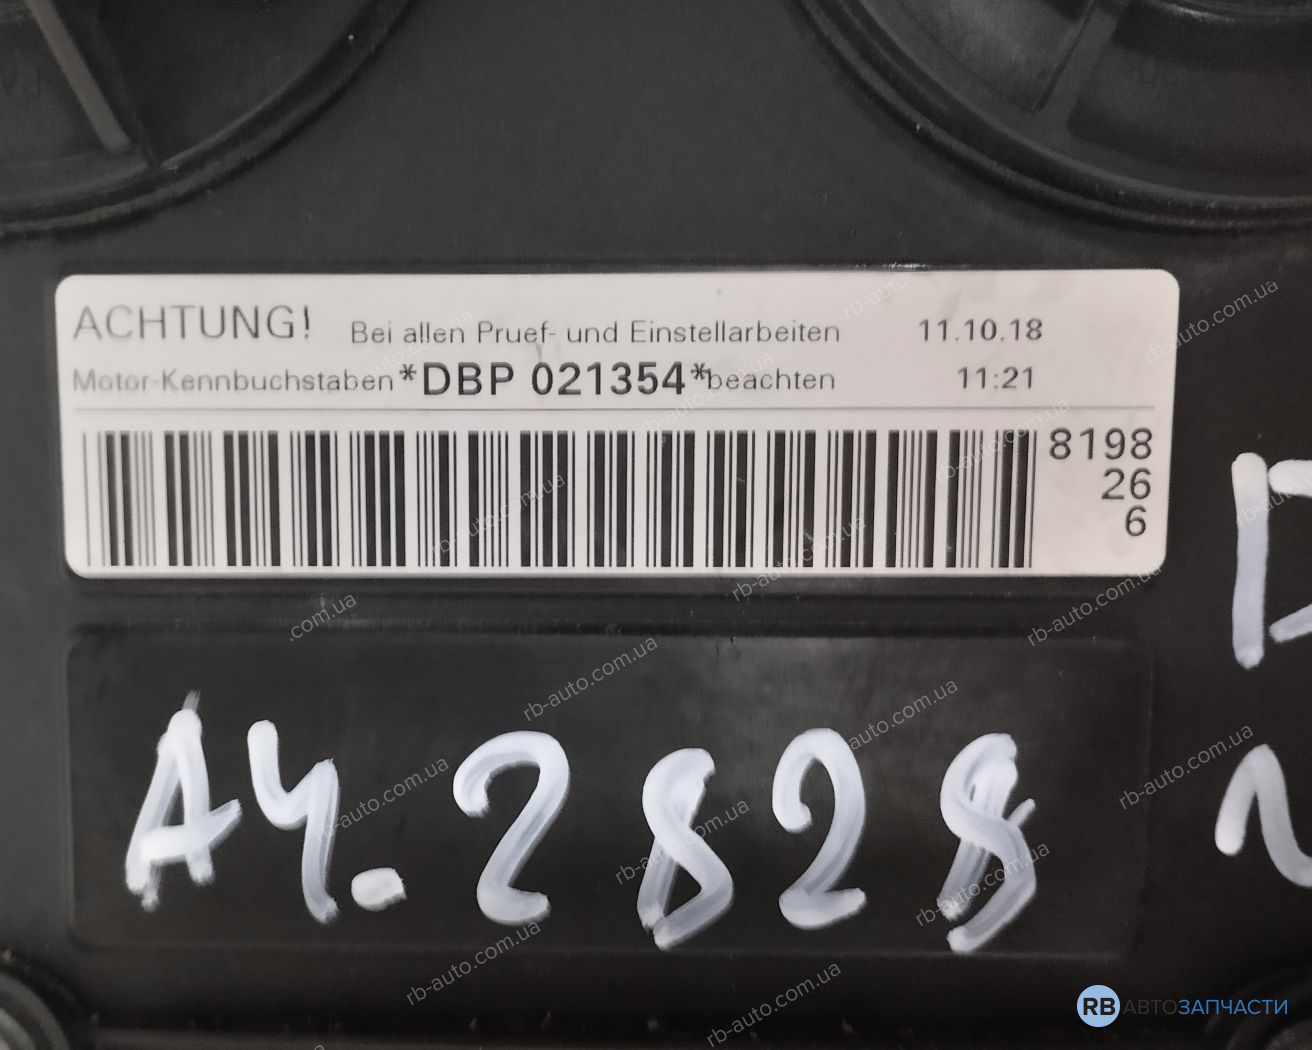 ACHTUNG! Bei allen Pruef- und Einstellarbeiten 11.10.18
Motor-Kennbuchstaben *DBP 021354* beachten 11:21
8198
26
6
A4.2828
RB АВТОЗАПЧАСТИ
rb-auto.com.ua